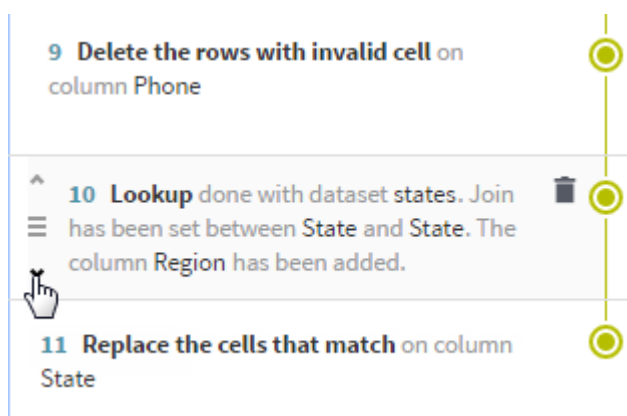 9 Delete the rows with invalid cell on
column Phone
10 Lookup done with dataset states. Join
has been set between State and State. The
column Region has been added.
11 Replace the cells that match on column
State